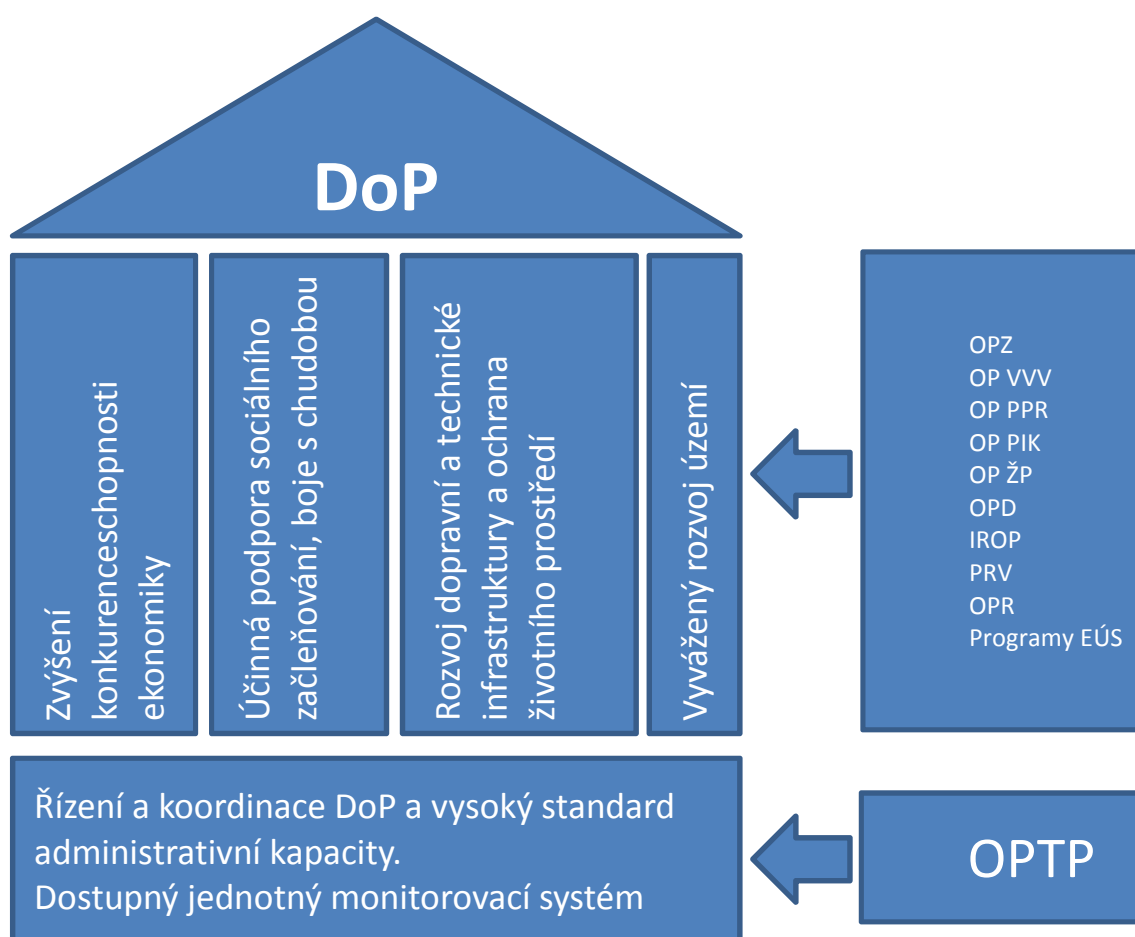 DoP
Zvýšení
konkurenceschopnosti
ekonomiky
Účinná podpora sociálního
začleňování, boje s chudobou
Rozvoj dopravní a technické
infrastruktury a ochrana
životního prostředí
Vyvážený rozvoj území
OPZ
OP VVV
OP PPR
OP PIK
OP ŽP
OPD
IROP
PRV
OPR
Programy EÚS
Řízení a koordinace DoP a vysoký standard
administrativní kapacity.
Dostupný jednotný monitorovací systém
OPTP